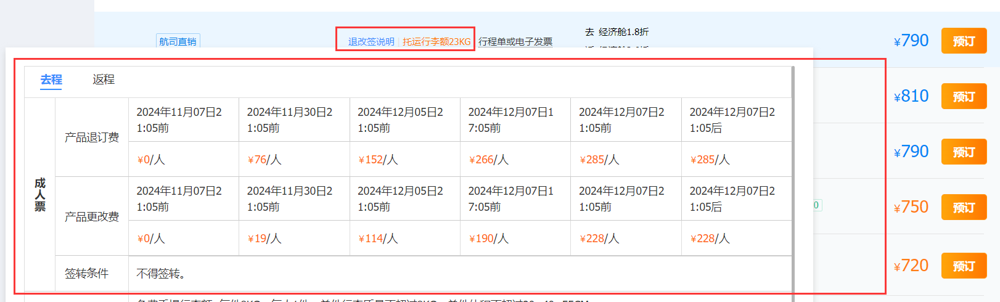 去 经济舱1.8折
航司直销 退改签说明 托运行李额23KG 行程单或电子发票 ¥790 预订
去程 返程
¥810 预订
2024年11月07日2 2024年11月30日2 2024年12月05日2 2024年12月07日1 2024年12月07日2 2024年12月07日2
1:05前 1:05前 1:05前 7:05前 1:05前 1:05后
产品退订费
¥790 预订
¥0/人 ¥76/人 ¥152/人 ¥266/人 ¥285/人 ¥285/人
成人票
2024年11月07日2 2024年11月30日2 2024年12月05日2 2024年12月07日1 2024年12月07日2 2024年12月07日2
1:05前 1:05前 1:05前 7:05前 1:05前 1:05后
0 ¥750 预订
产品更改费
¥0/人 ¥19/人 ¥114/人 ¥190/人 ¥228/人 ¥228/人
¥720 预订
签转条件 不得签转。